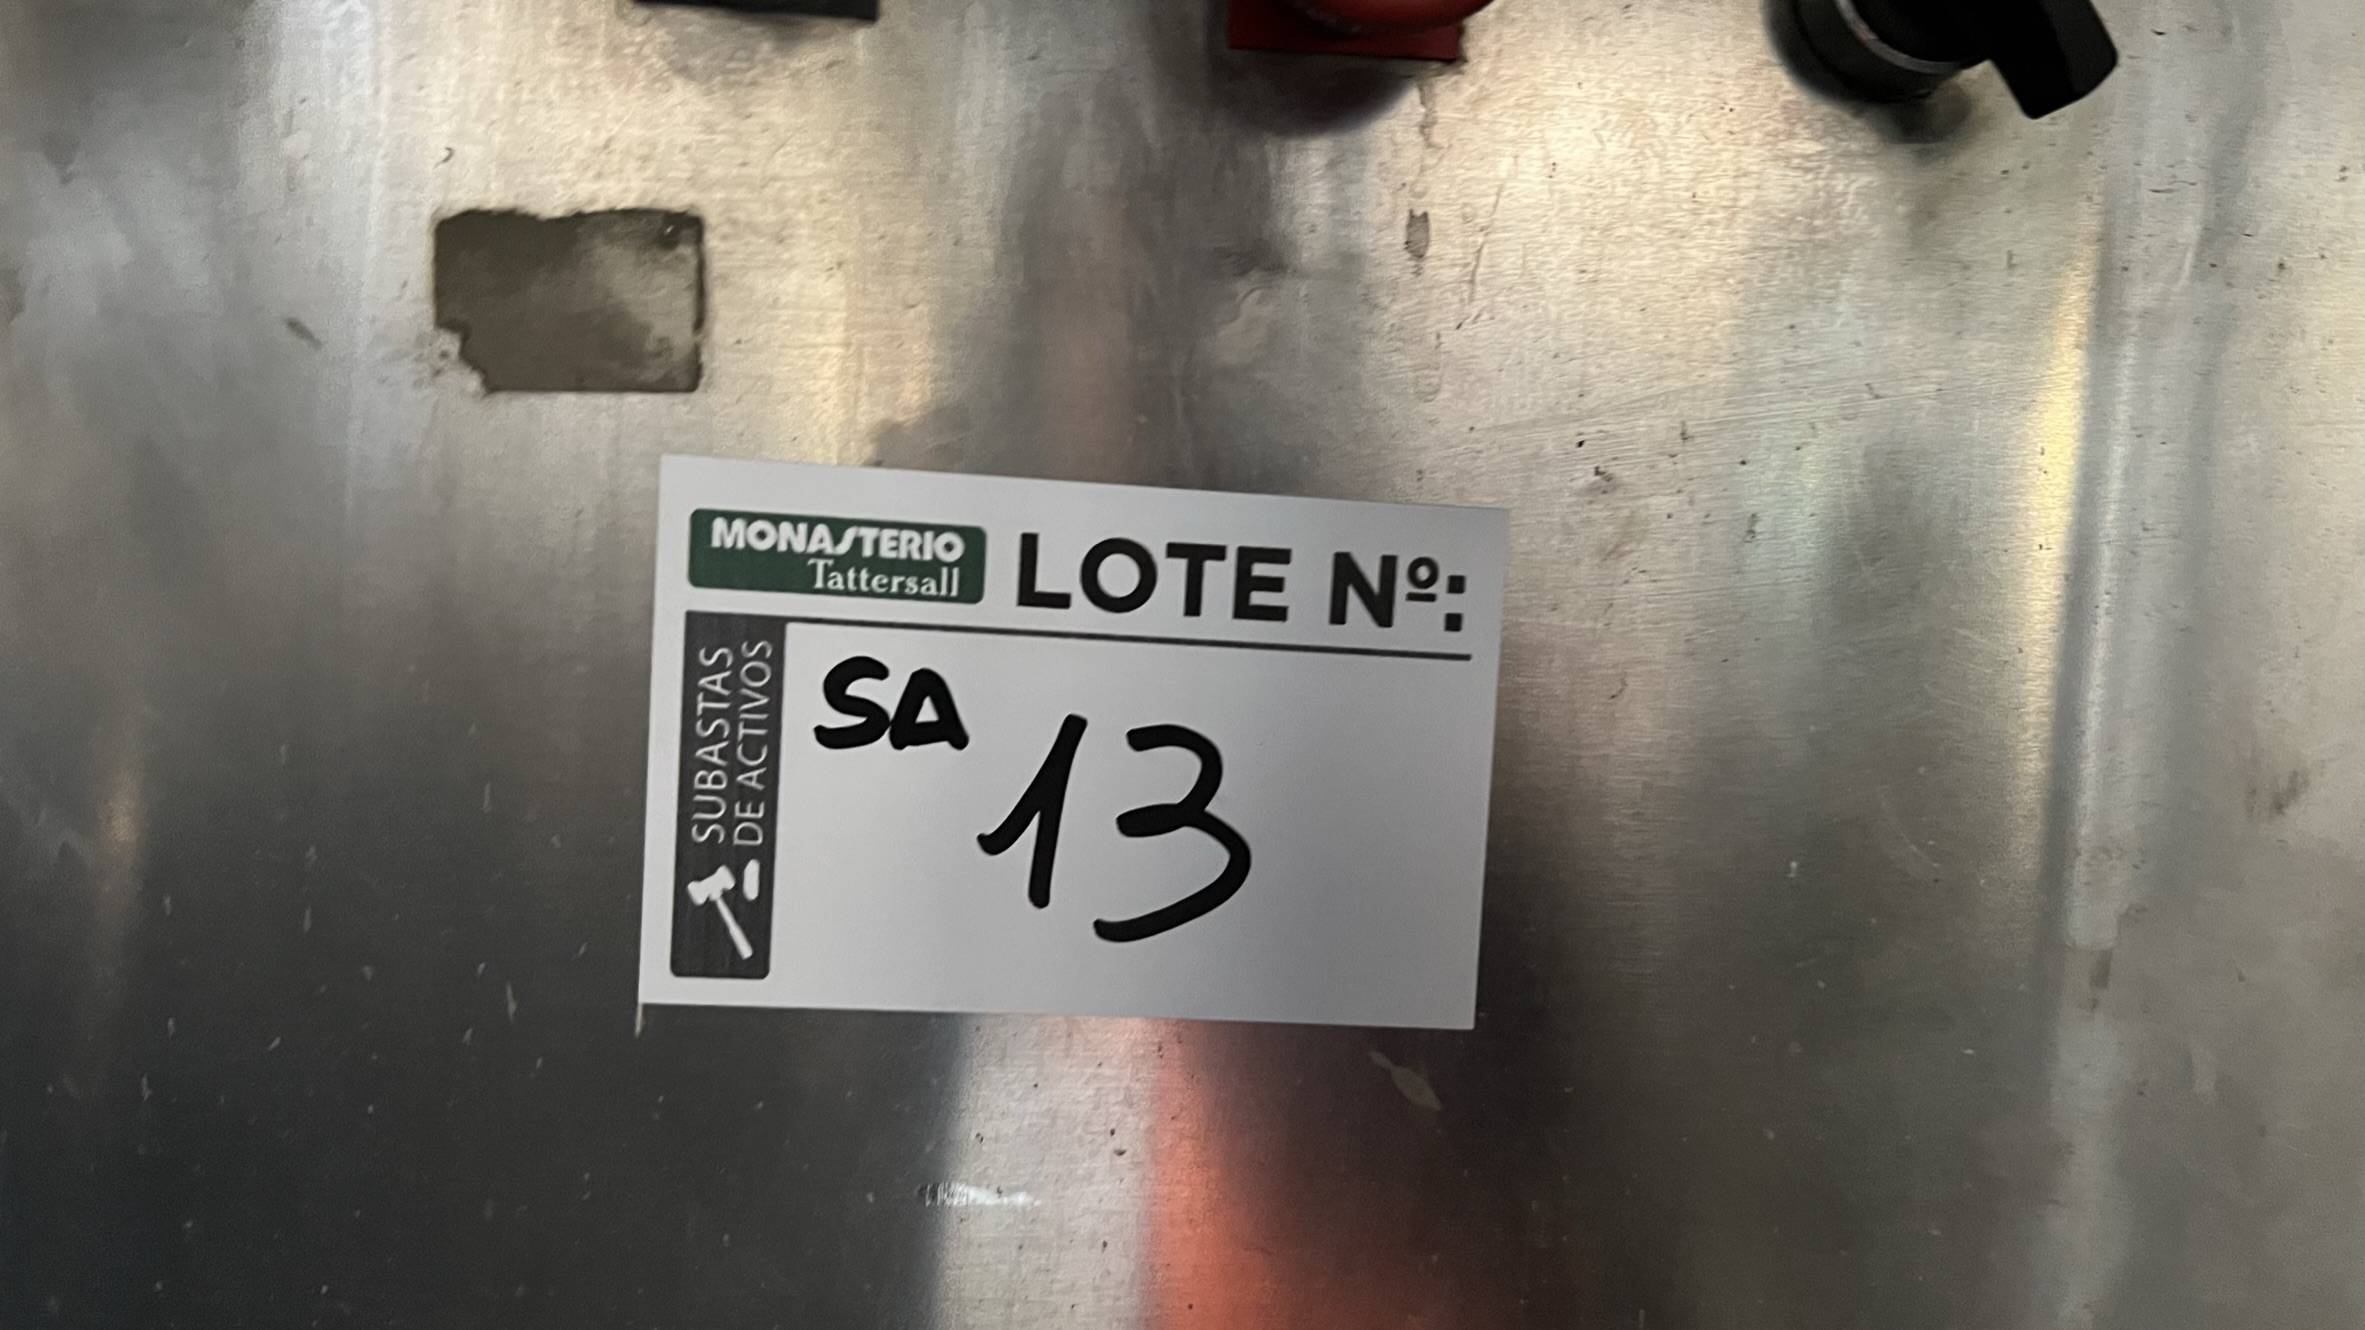 MONASTERIO
Tattersall
LOTE Nº:
SUBASTAS
DE ACTIVOS
SA
13